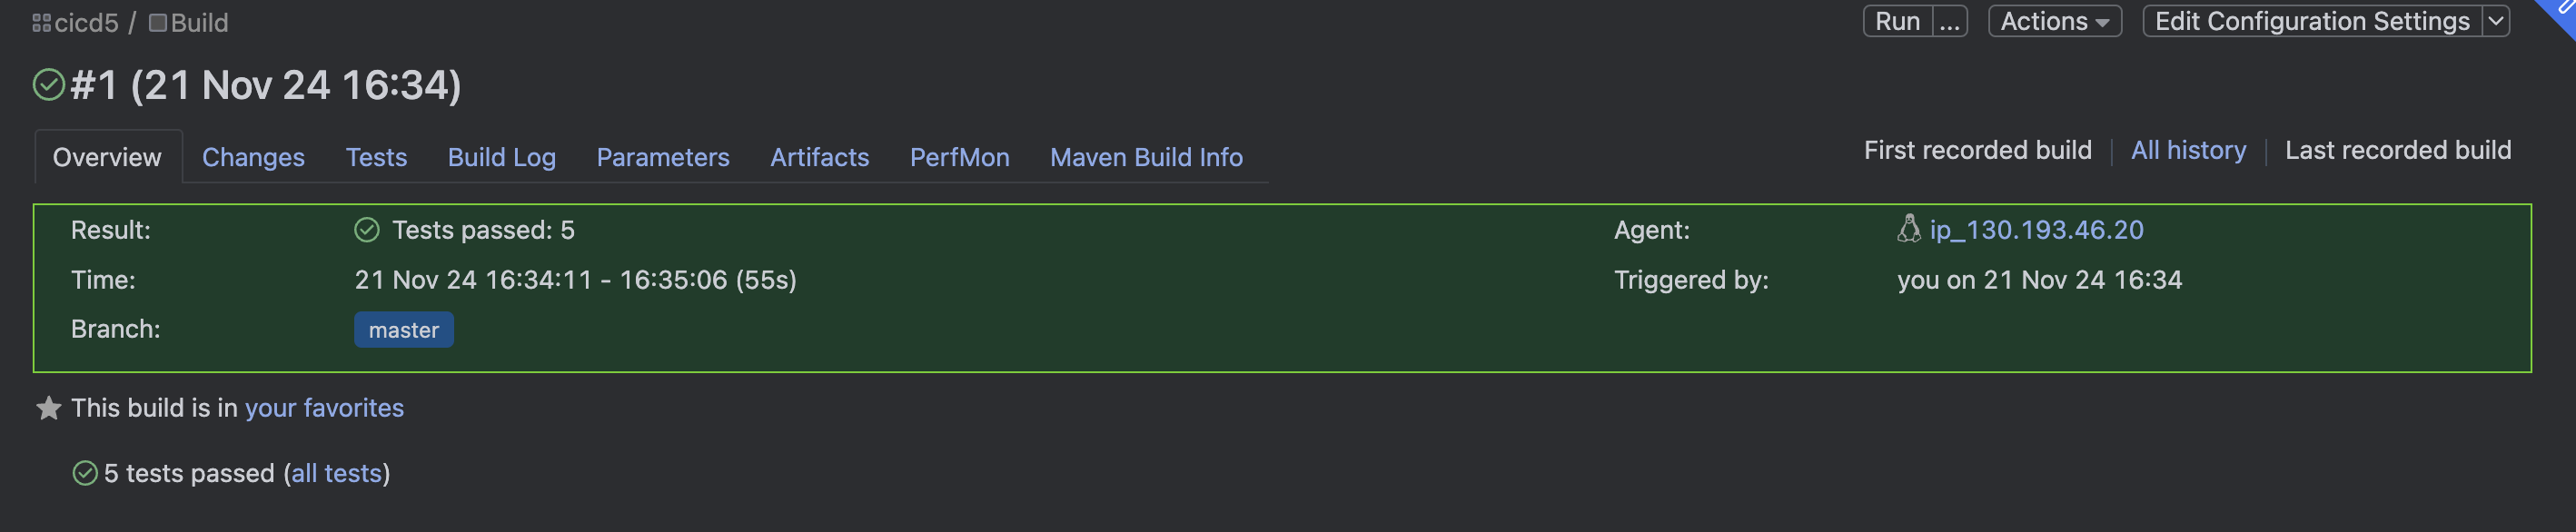 cicd5 / Build
Run ... Actions Edit Configuration Settings
#1 (21 Nov 24 16:34)
Overview Changes Tests Build Log Parameters Artifacts PerfMon Maven Build Info
First recorded build All history Last recorded build
Result: Tests passed: 5 Agent: ip_130.193.46.20
Time: 21 Nov 24 16:34:11 - 16:35:06 (55s) Triggered by: you on 21 Nov 24 16:34
Branch: master
This build is in your favorites
5 tests passed (all tests)